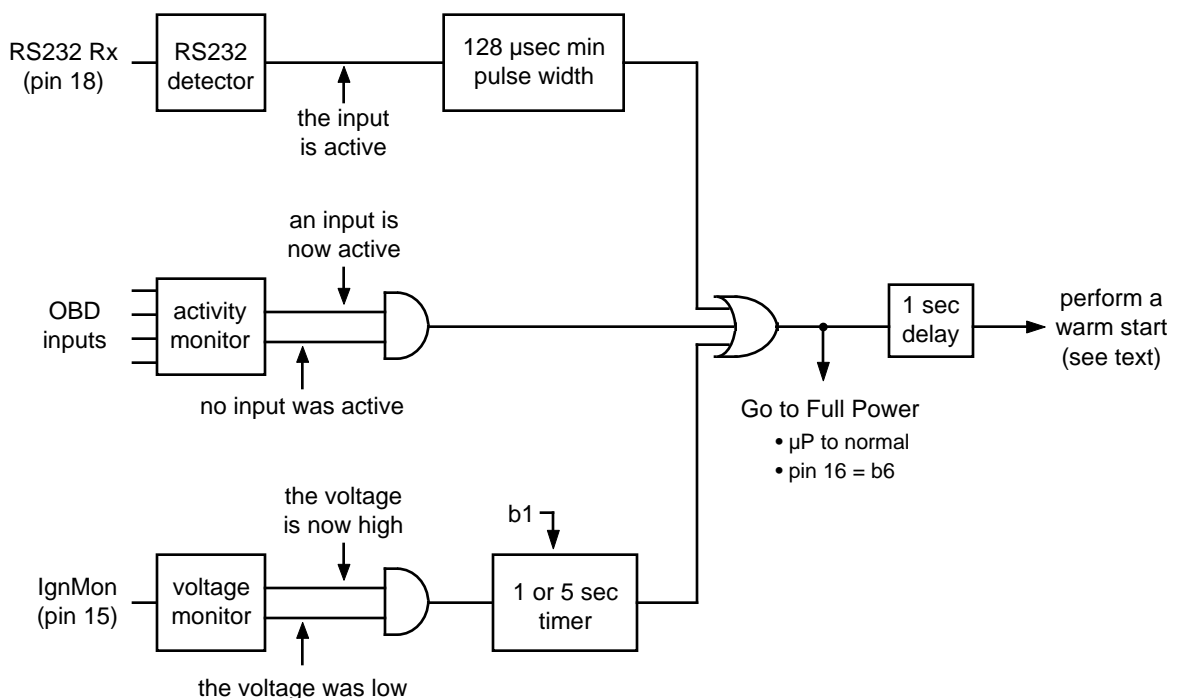 RS232 Rx
(pin 18)
RS232
detector
128 µsec min
pulse width
the input
is active
an input is
now active
OBD
inputs
activity
monitor
no input was active
1 sec
delay
perform a
warm start
(see text)
Go to Full Power
• µP to normal
• pin 16 = b6
the voltage
is now high
b1
IgnMon
(pin 15)
voltage
monitor
1 or 5 sec
timer
the voltage was low